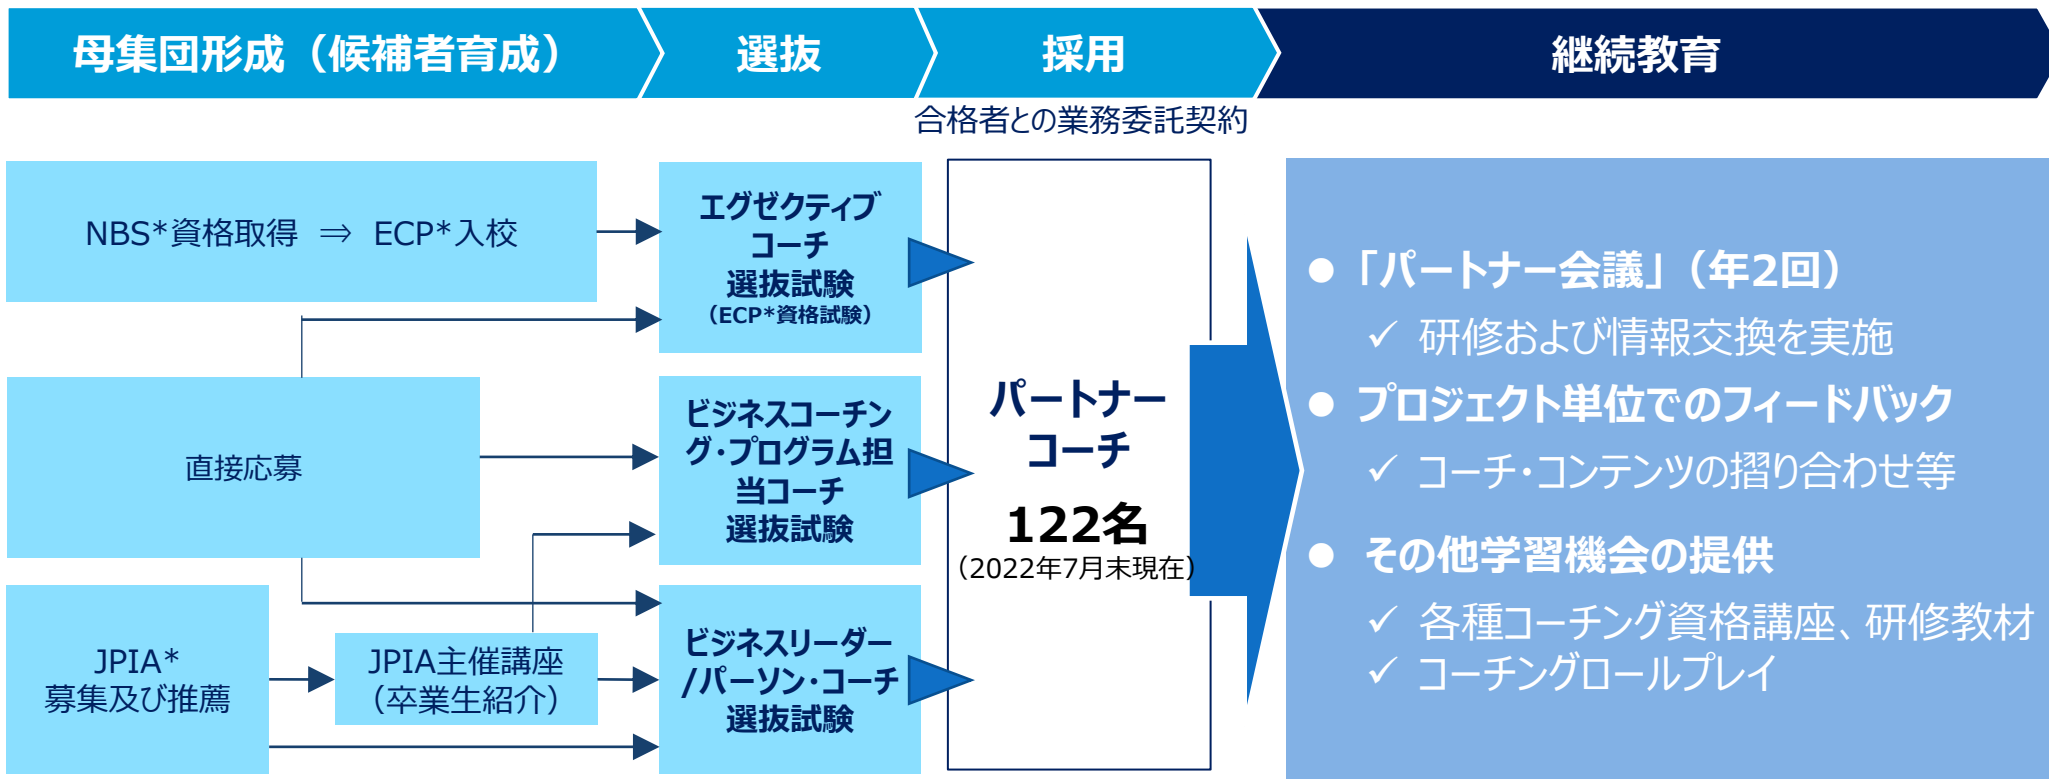 母集団形成（候補者育成）
選抜
採用
継続教育
合格者との業務委託契約
NBS*資格取得 ⇒ ECP*入校
直接応募
JPIA*
募集及び推薦
JPIA主催講座
（卒業生紹介）
エグゼクティブ
コーチ
選抜試験
（ECP*資格試験）
ビジネスコーチン
グ・プログラム担
当コーチ
選抜試験
ビジネスリーダー
/パーソン・コーチ
選抜試験
パートナー
コーチ
122名
（2022年7月末現在）
● 「パートナー会議」（年2回）
✓ 研修および情報交換を実施
● プロジェクト単位でのフィードバック
✓ コーチ・コンテンツの摺り合わせ等
● その他学習機会の提供
✓ 各種コーチング資格講座、研修教材
✓ コーチングロールプレイ